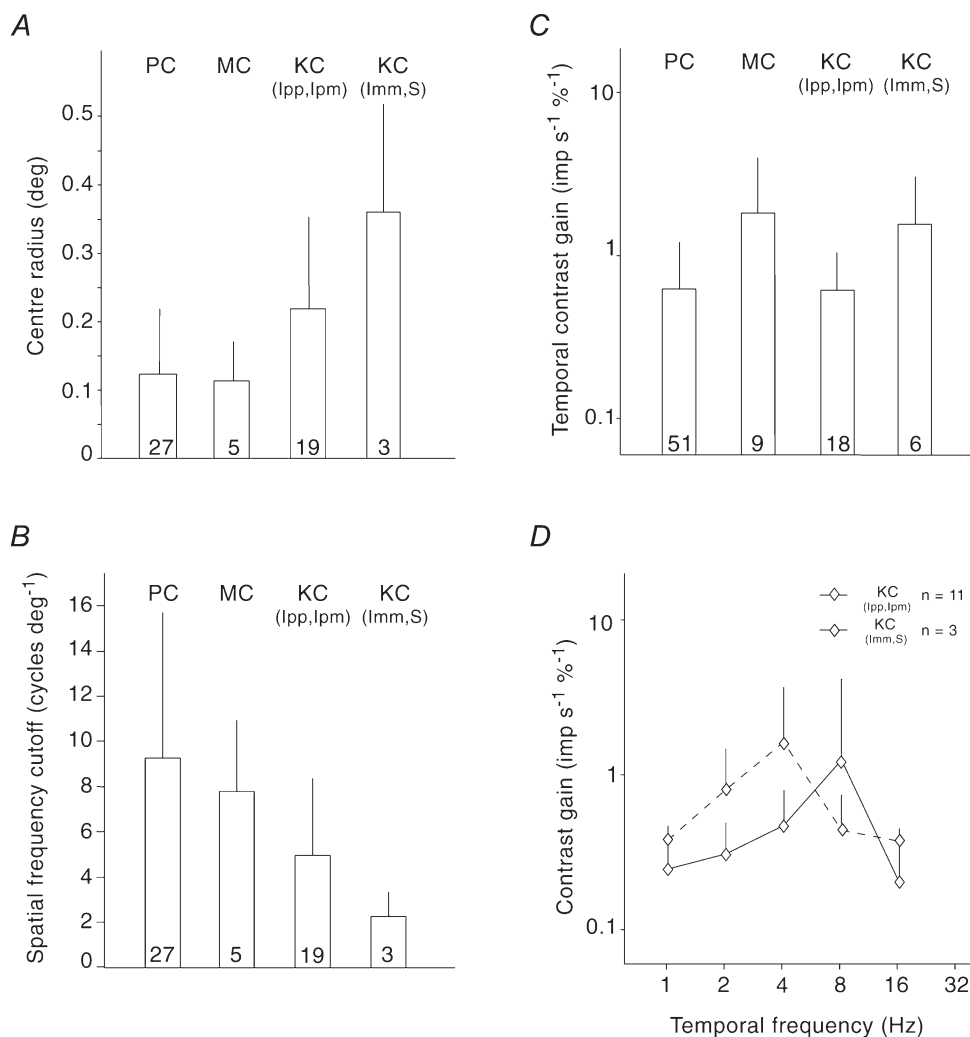 A
PC MC KC KC
(Ipp,Ipm) (Imm,S)
Centre radius (deg)
0.5
0.4
0.3
0.2
0.1
0
27 5 19 3
B
PC MC KC KC
(Ipp,Ipm) (Imm,S)
Spatial frequency cutoff (cycles deg-1)
16
14
12
10
8
6
4
2
0
27 5 19 3
C
PC MC KC KC
(Ipp,Ipm) (Imm,S)
Temporal contrast gain (imp s-1 %-1)
10
1
0.1
51 9 18 6
D
KC n = 11
(Ipp,Ipm)
KC n = 3
(Imm,S)
Contrast gain (imp s-1 %-1)
10
1
0.1
1 2 4 8 16 32
Temporal frequency (Hz)